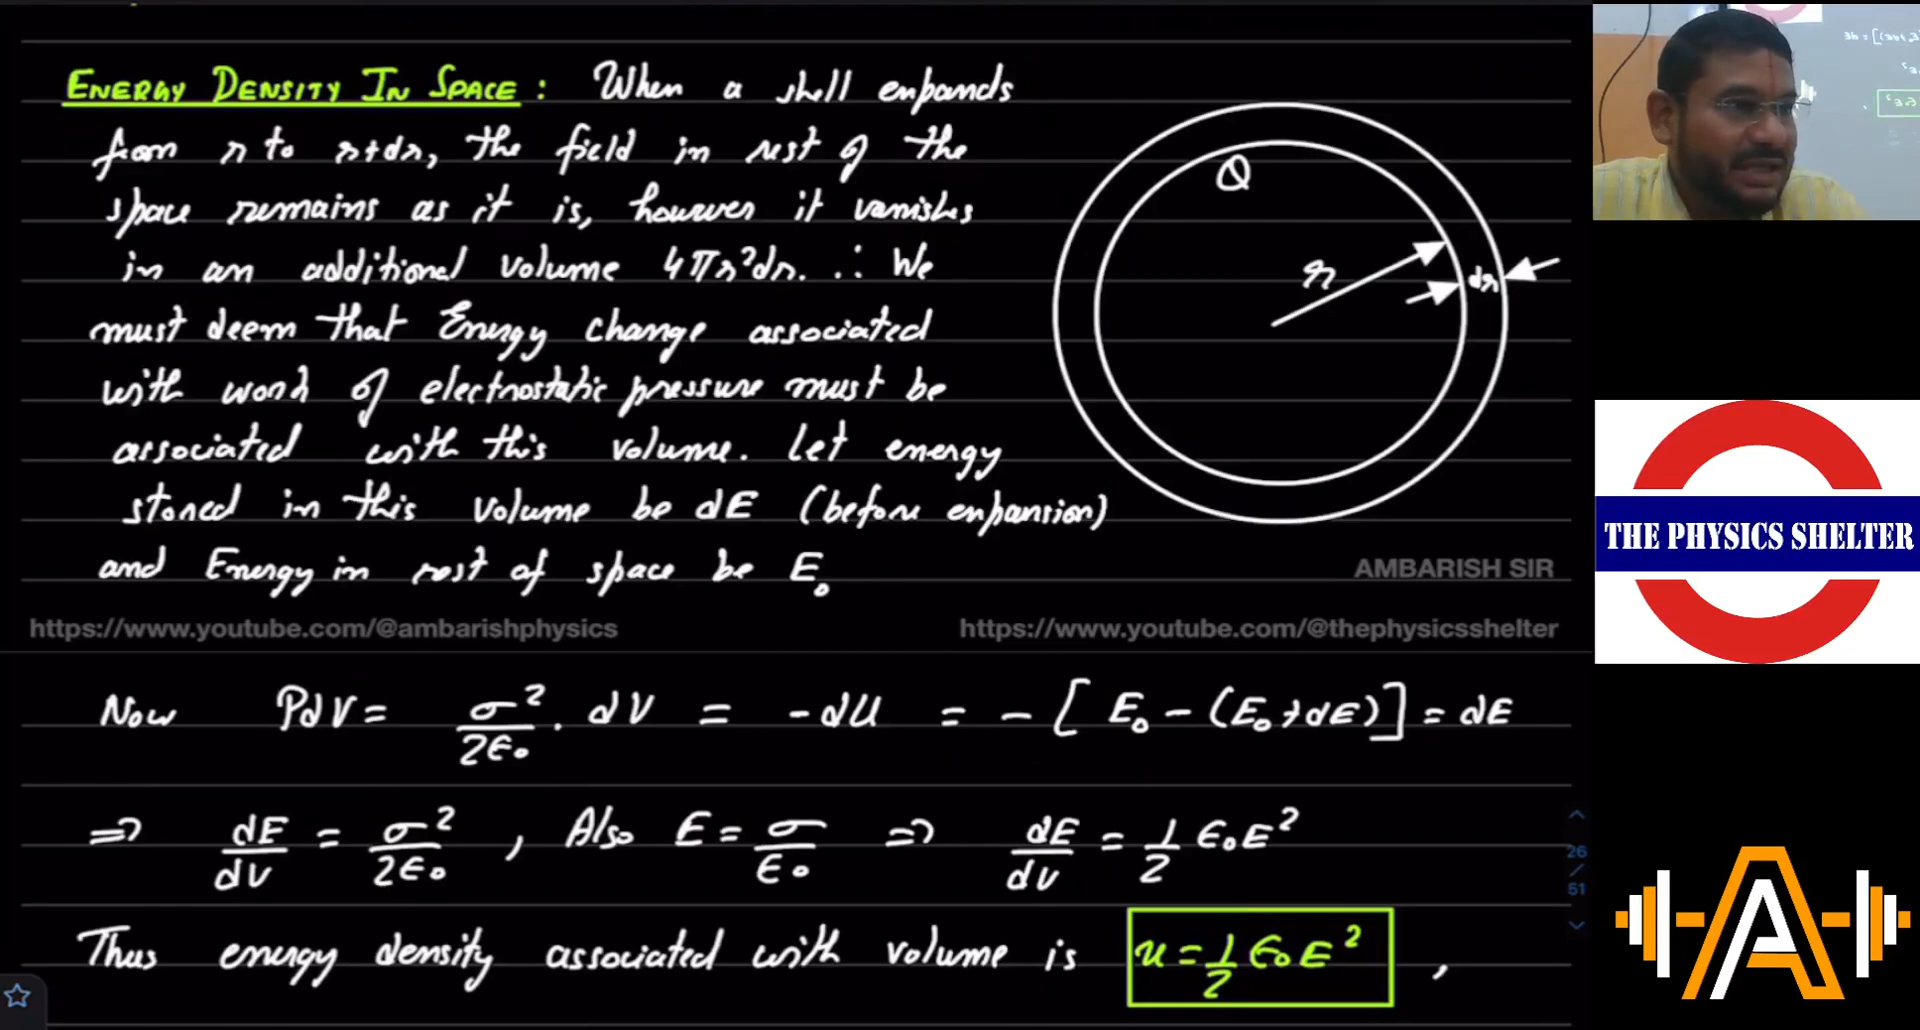 ENERGY DENSITY IN SPACE : When a shell expands
from r to r+dr, the field in rest of the
space remains as it is, however it vanishes
in an additional volume 4πr²dr. ∴ We
must deem that Energy change associated
with work of electrostatic pressure must be
associated with this volume. Let energy
stored in this volume be dE (before expansion)
and Energy in rest of space be E₀
Q
r
dr
AMBARISH SIR
https://www.youtube.com/@ambarishphysics
https://www.youtube.com/@thephysicsshelter
Now PdV = σ²/2ϵ₀ . dV = -dU = - [ E₀ - (E₀+dE) ] = dE
⇒ dE/dV = σ²/2ϵ₀ , Also E = σ/ϵ₀ ⇒ dE/dV = 1/2 ϵ₀E²
Thus energy density associated with volume is u = 1/2 ϵ₀E² ,
THE PHYSICS SHELTER
26
/
51
A